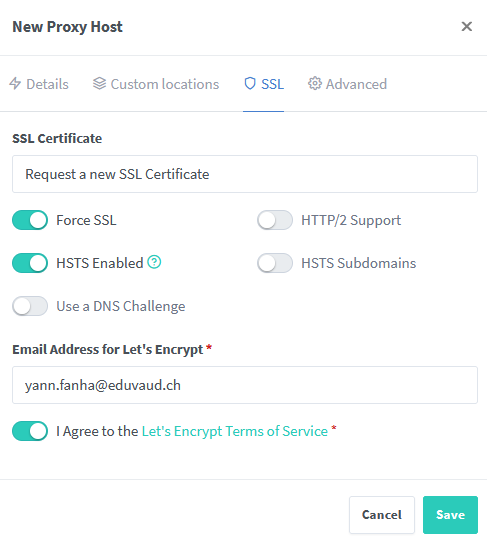 New Proxy Host
Details Custom locations SSL Advanced
SSL Certificate
Request a new SSL Certificate
Force SSL HTTP/2 Support
HSTS Enabled HSTS Subdomains
Use a DNS Challenge
Email Address for Let's Encrypt *
yann.fanha@eduvaud.ch
I Agree to the Let's Encrypt Terms of Service *
Cancel Save